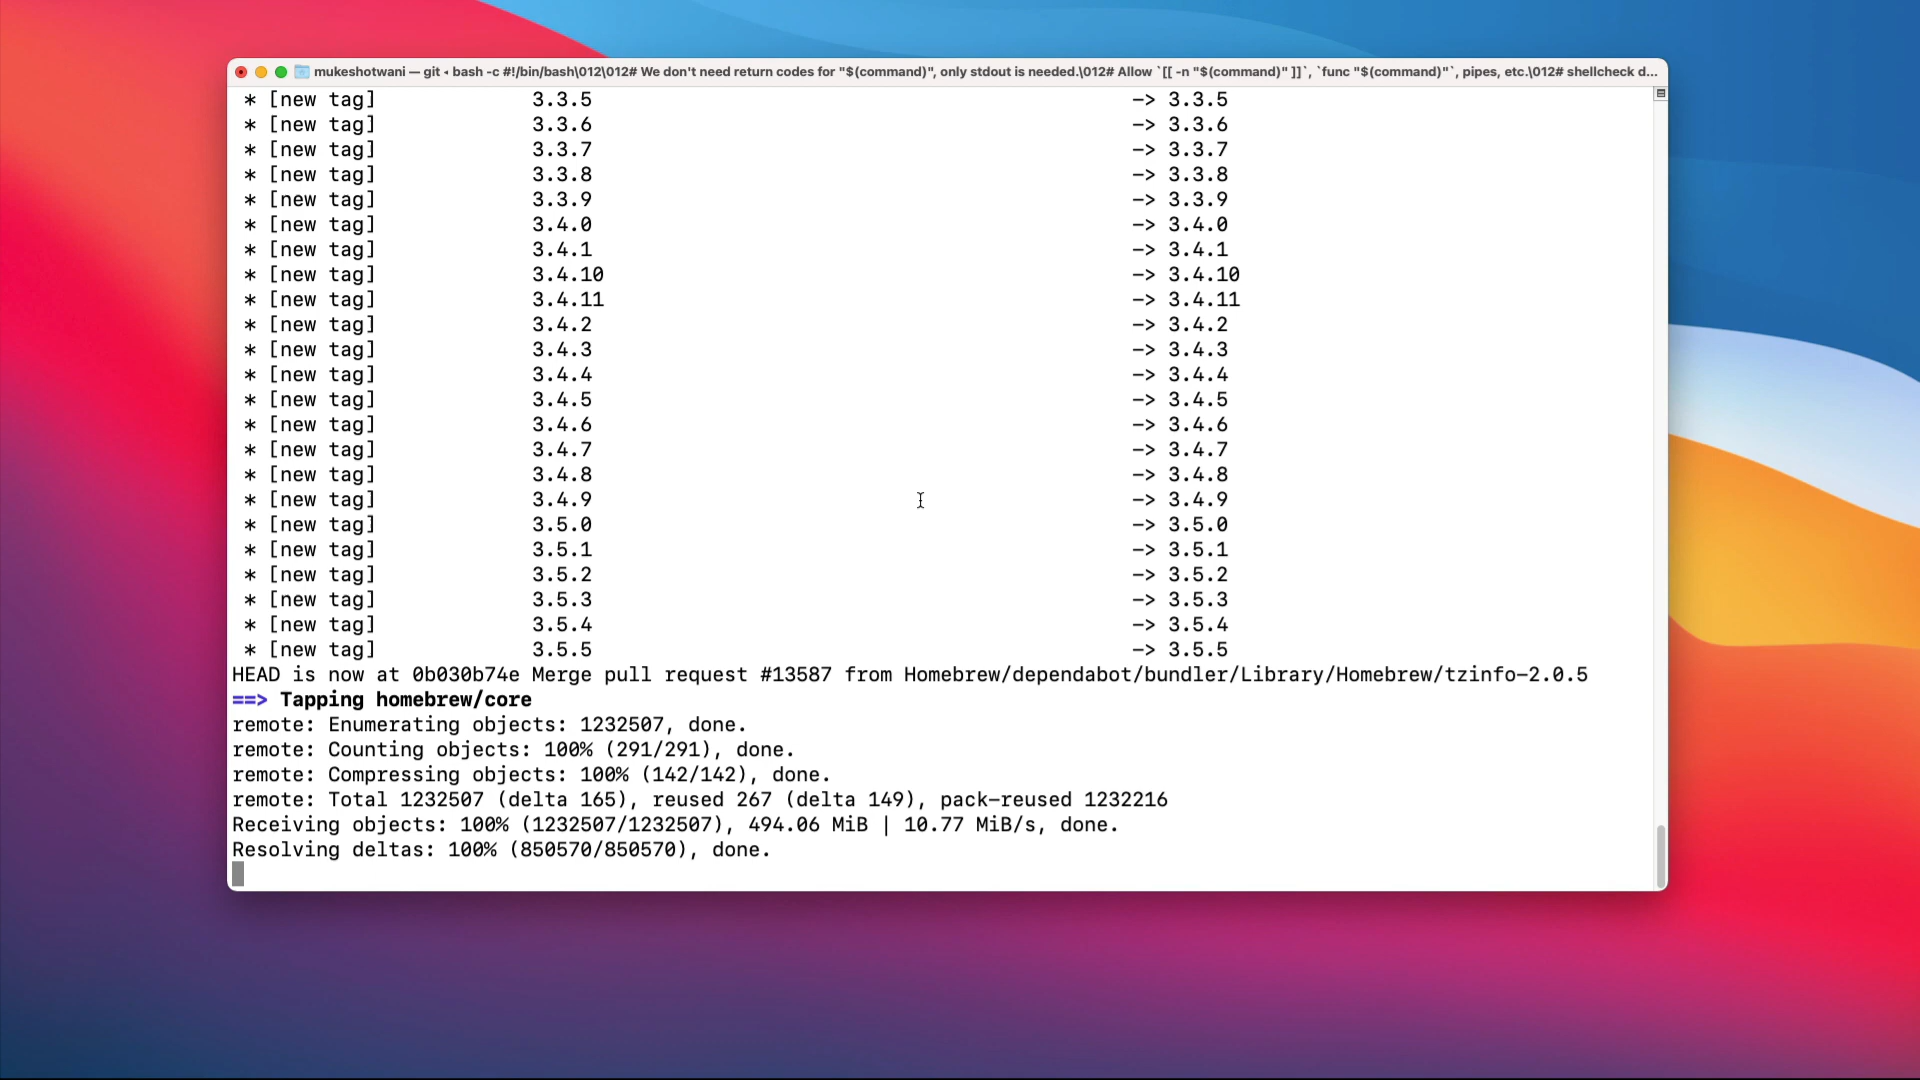 mukeshotwani — git ◂ bash -c #!/bin/bash\012\012# We don't need return codes for "$(command)", only stdout is needed.\012# Allow `[[ -n "$(command)" ]]`, `func "$(command)"`, pipes, etc.\012# shellcheck d...
* [new tag] 3.3.5 -> 3.3.5
* [new tag] 3.3.6 -> 3.3.6
* [new tag] 3.3.7 -> 3.3.7
* [new tag] 3.3.8 -> 3.3.8
* [new tag] 3.3.9 -> 3.3.9
* [new tag] 3.4.0 -> 3.4.0
* [new tag] 3.4.1 -> 3.4.1
* [new tag] 3.4.10 -> 3.4.10
* [new tag] 3.4.11 -> 3.4.11
* [new tag] 3.4.2 -> 3.4.2
* [new tag] 3.4.3 -> 3.4.3
* [new tag] 3.4.4 -> 3.4.4
* [new tag] 3.4.5 -> 3.4.5
* [new tag] 3.4.6 -> 3.4.6
* [new tag] 3.4.7 -> 3.4.7
* [new tag] 3.4.8 -> 3.4.8
* [new tag] 3.4.9 -> 3.4.9
* [new tag] 3.5.0 -> 3.5.0
* [new tag] 3.5.1 -> 3.5.1
* [new tag] 3.5.2 -> 3.5.2
* [new tag] 3.5.3 -> 3.5.3
* [new tag] 3.5.4 -> 3.5.4
* [new tag] 3.5.5 -> 3.5.5
HEAD is now at 0b030b74e Merge pull request #13587 from Homebrew/dependabot/bundler/Library/Homebrew/tzinfo-2.0.5
==> Tapping homebrew/core
remote: Enumerating objects: 1232507, done.
remote: Counting objects: 100% (291/291), done.
remote: Compressing objects: 100% (142/142), done.
remote: Total 1232507 (delta 165), reused 267 (delta 149), pack-reused 1232216
Receiving objects: 100% (1232507/1232507), 494.06 MiB | 10.77 MiB/s, done.
Resolving deltas: 100% (850570/850570), done.